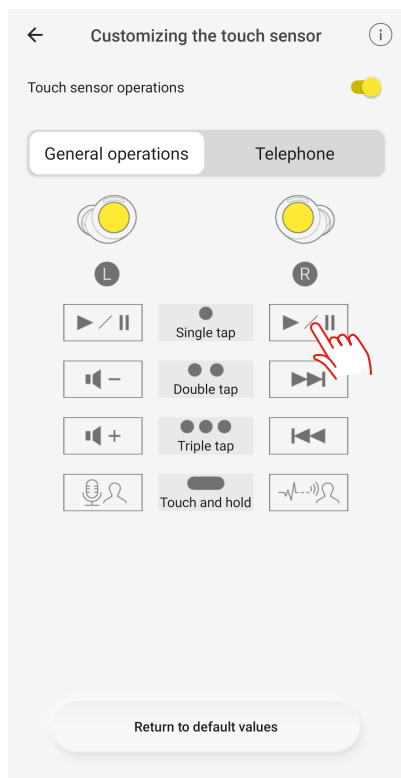 Customizing the touch sensor
i
Touch sensor operations
General operations
Telephone
L
R
Single tap
Double tap
Triple tap
Touch and hold
Return to default values